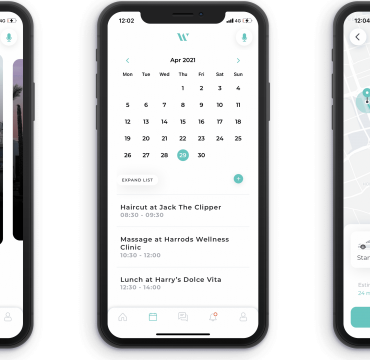 4G
12:02
4G
12:04
W
Apr 2021
Mon Tue Wed Thu Fri Sat Sun
1 2 3 4
5 6 7 8 9 10 11
12 13 14 15 16 17 18
19 20 21 22 23 24 25
26 27 28 29 30
EXPAND LIST
Haircut at Jack The Clipper
08:30 - 09:30
Massage at Harrods Wellness
Clinic
10:30 - 12:00
Lunch at Harry's Dolce Vita
12:30 - 14:00
Star
Esti
24 m